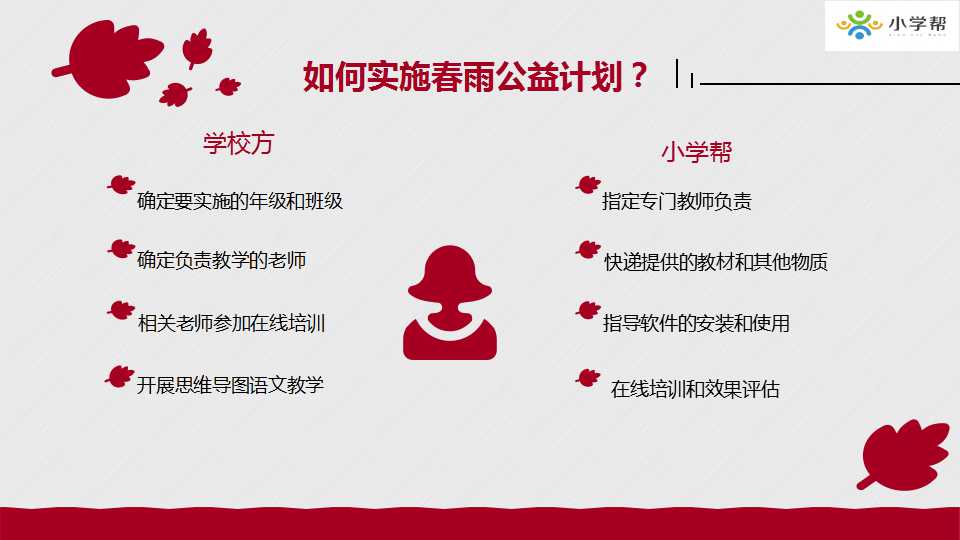 小学帮
如何实施春雨公益计划？
学校方
确定要实施的年级和班级
确定负责教学的老师
相关老师参加在线培训
开展思维导图语文教学
小学帮
指定专门教师负责
快递提供的教材和其他物质
指导软件的安装和使用
在线培训和效果评估